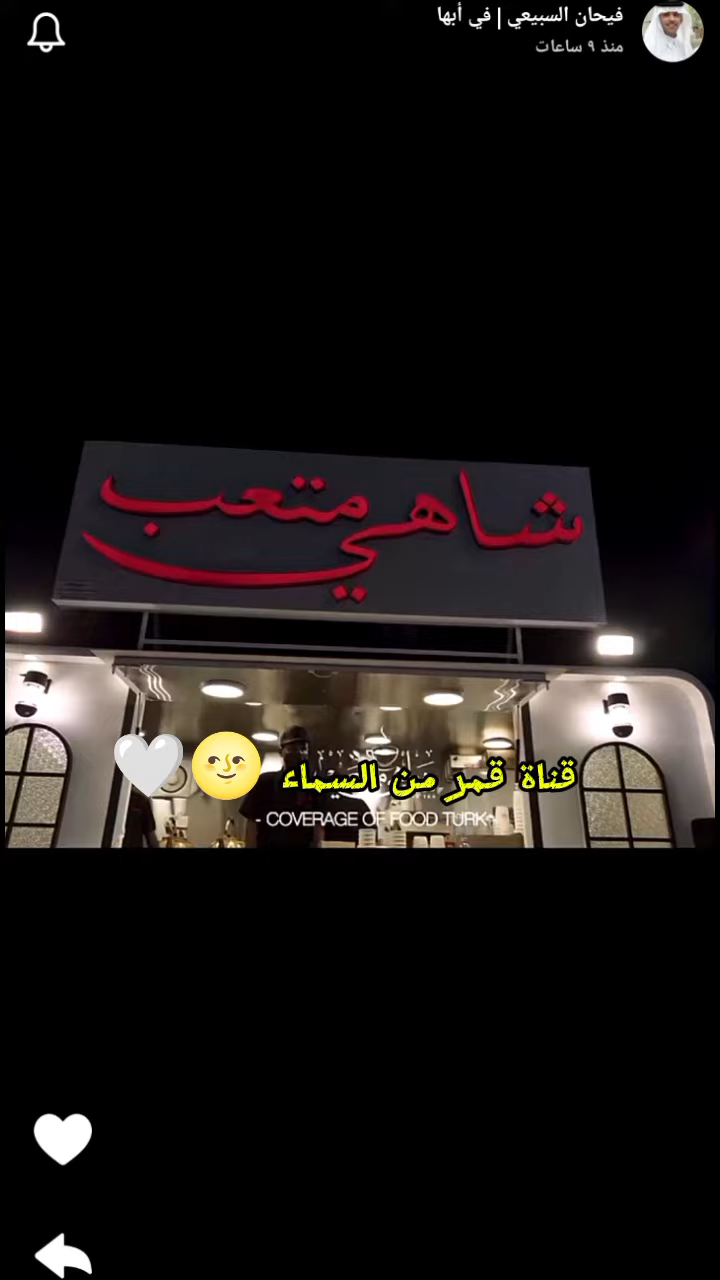 فيحان السبيعي | في أبها
منذ ٩ ساعات
شاهي متعب
قناة قمر من السماء
- COVERAGE OF FOOD TURK -